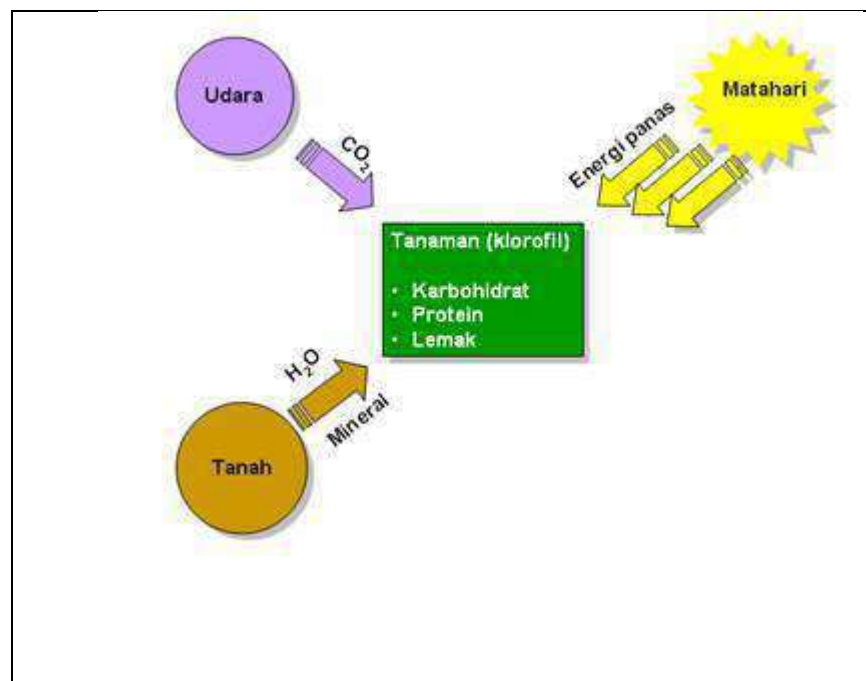 Udara
Matahari
CO₂
Energi panas
Tanaman (klorofil)
• Karbohidrat
• Protein
• Lemak
H₂O
Mineral
Tanah